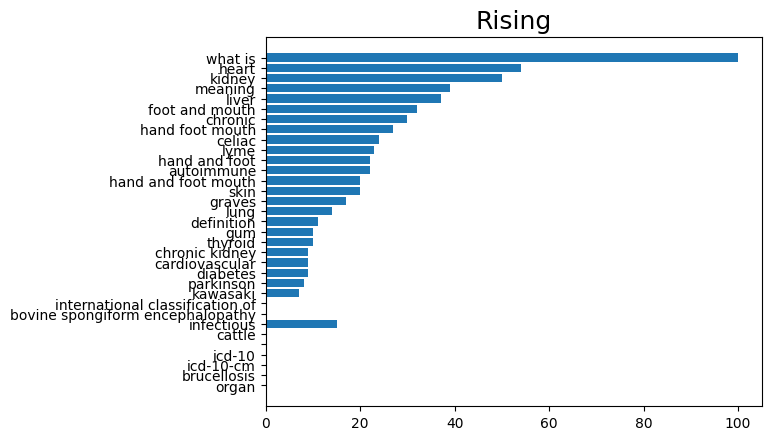 Rising
what is
heart
kidney
meaning
liver
foot and mouth
chronic
hand foot mouth
celiac
lyme
hand and foot
autoimmune
hand and foot mouth
skin
graves
lung
definition
gum
thyroid
chronic kidney
cardiovascular
diabetes
parkinson
kawasaki
international classification of
bovine spongiform encephalopathy
infectious
cattle
icd-10
icd-10-cm
brucellosis
organ
0 20 40 60 80 100